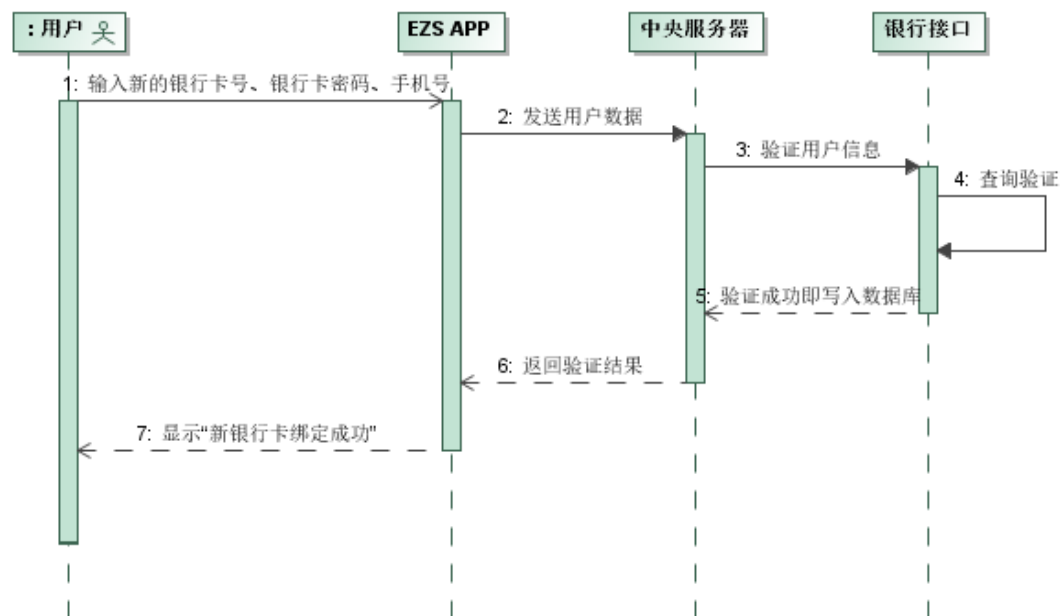 : 用户
EZS APP
中央服务器
银行接口
1: 输入新的银行卡号、银行卡密码、手机号
2: 发送用户数据
3: 验证用户信息
4: 查询验证
5: 验证成功即写入数据库
6: 返回验证结果
7: 显示“新银行卡绑定成功”